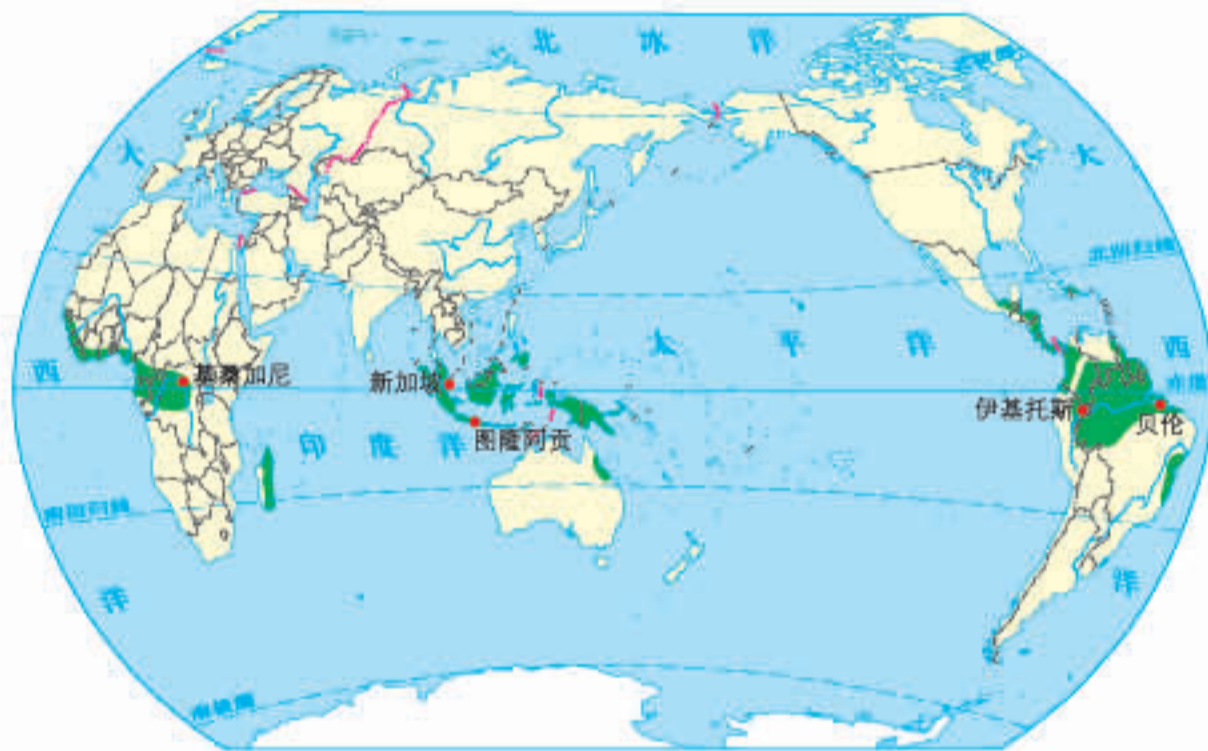 北 冰 洋
大
大
北回归线
太 平 洋
西
西
基桑加尼
新加坡
赤道
伊基托斯
贝伦
图隆阿贡
印 度 洋
南回归线
洋
洋
南极圈